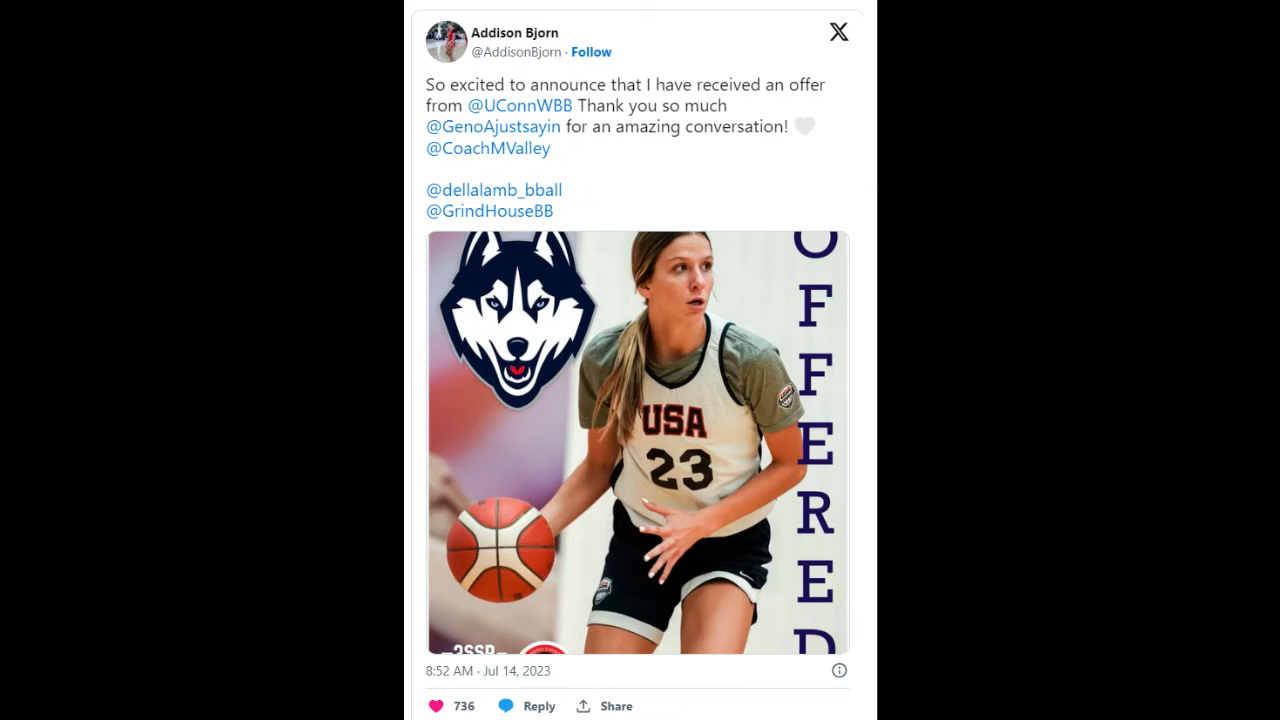 Addison Bjorn
@AddisonBjorn · Follow
So excited to announce that I have received an offer
from @UConnWBB Thank you so much
@GenoAjustsayin for an amazing conversation! 🤍
@CoachMValley
@dellalamb_bball
@GrindHouseBB
OFFERED
USA
23
8:52 AM · Jul 14, 2023
736 Reply Share